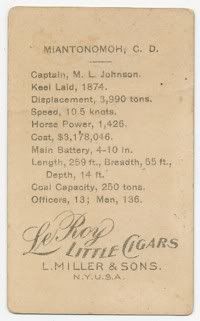 MIANTONOMOH, C. D.
Captain, M. L. Johnson.
Keel Laid, 1874.
Displacement, 3,990 tons.
Speed, 10.5 knots.
Horse Power, 1,426.
Cost, $3,178,046.
Main Battery, 4-10 in.
Length, 259 ft., Breadth, 55 ft.,
Depth, 14 ft.
Coal Capacity, 250 tons.
Officers, 13; Men, 136.
Le Roy
LITTLE CIGARS
L. MILLER & SONS.
N.Y. U.S.A.